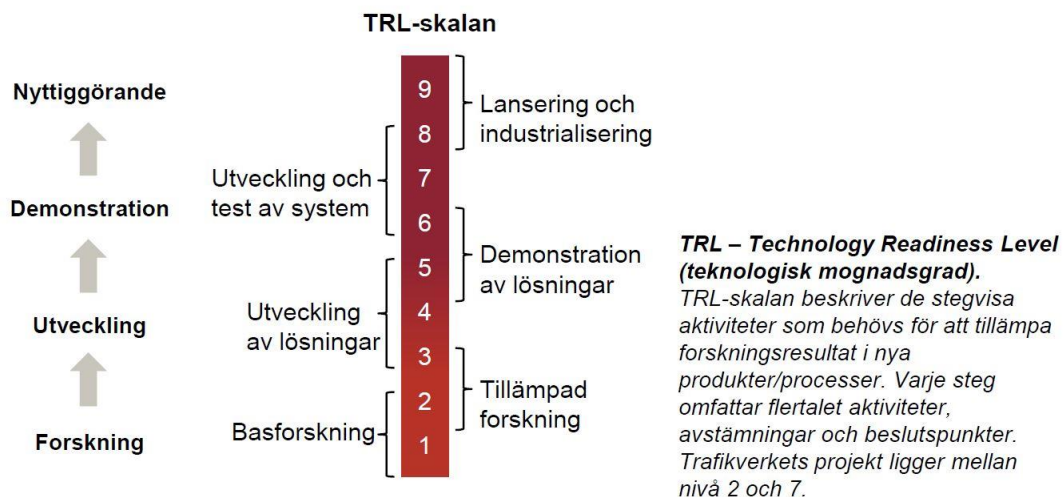 TRL-skalan
Nyttiggörande
Demonstration
Utveckling
Forskning
Utveckling och
test av system
Utveckling
av lösningar
Basforskning
9
8
7
6
5
4
3
2
1
Lansering och
industrialisering
Demonstration
av lösningar
Tillämpad
forskning
TRL – Technology Readiness Level
(teknologisk mognadsgrad).
TRL-skalan beskriver de stegvisa
aktiviteter som behövs för att tillämpa
forskningsresultat i nya
produkter/processer. Varje steg
omfattar flertalet aktiviteter,
avstämningar och beslutspunkter.
Trafikverkets projekt ligger mellan
nivå 2 och 7.